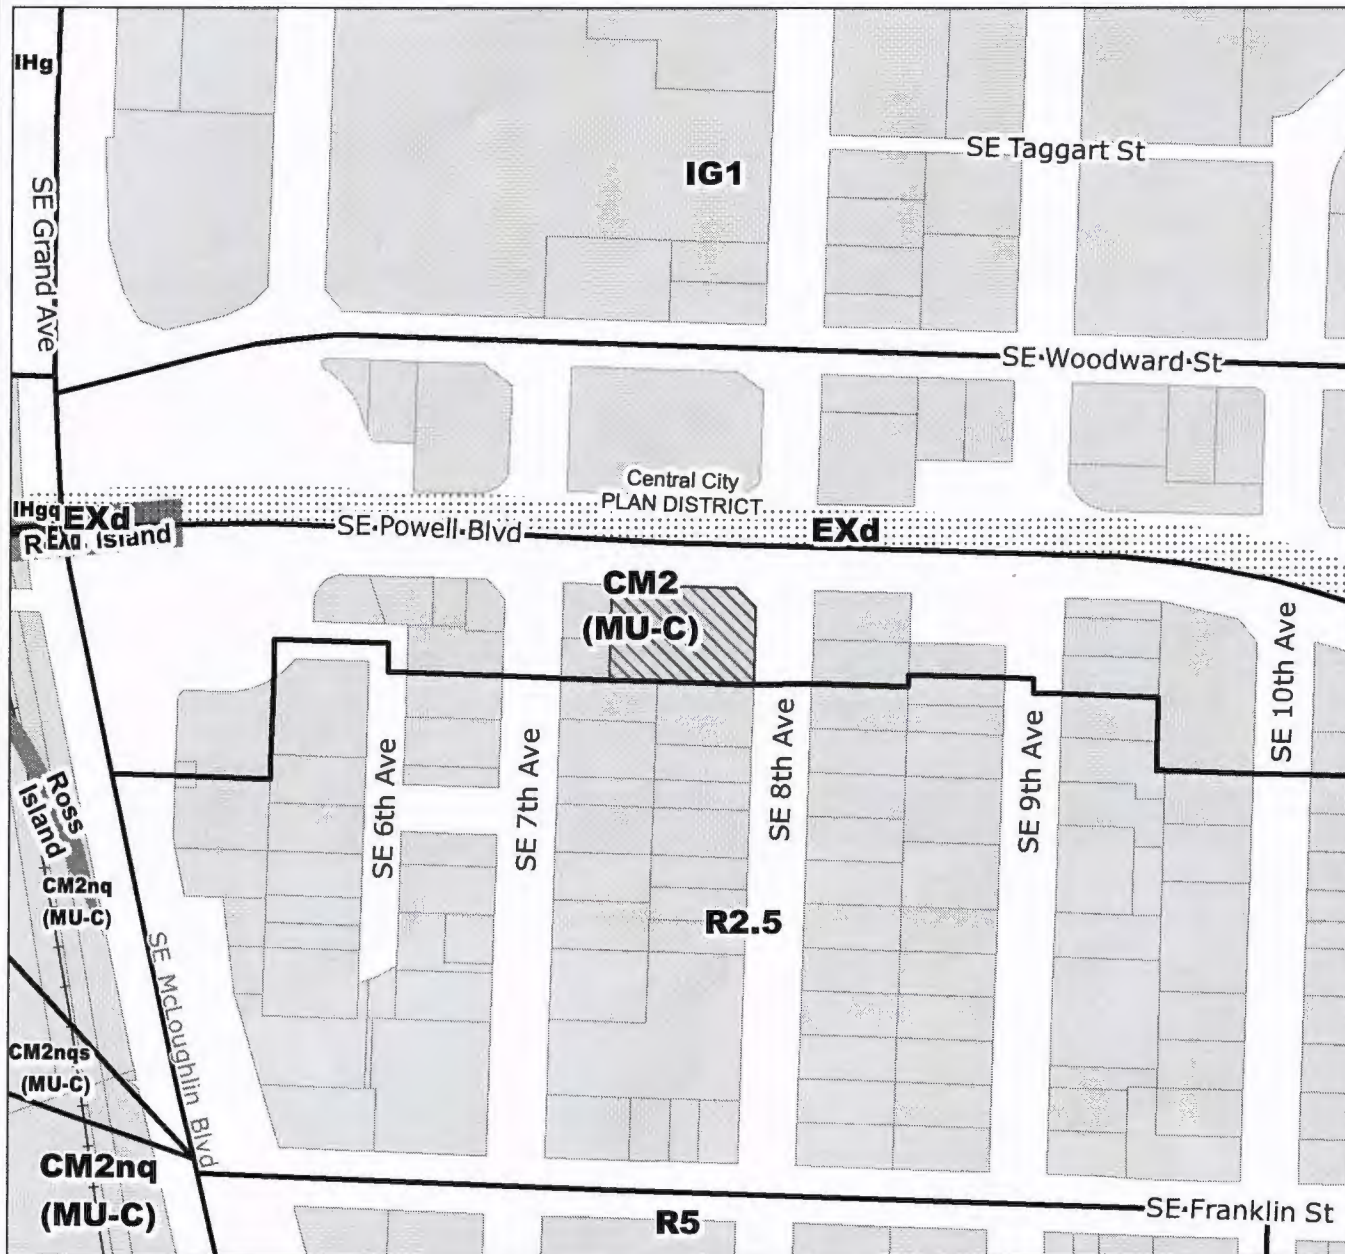 IHg
SE Grand Ave
IG1
SE Taggart St
SE Woodward St
Central City
PLAN DISTRICT
EXd
EXd
SE Powell Blvd
EXd
Island
CM2
(MU-C)
SE 6th Ave
SE 7th Ave
SE 8th Ave
SE 9th Ave
SE 10th Ave
Ross
Island
CM2nq
(MU-C)
R2.5
SE McLoughlin Blvd
CM2nqs
(MU-C)
CM2nq
(MU-C)
R5
SE Franklin St